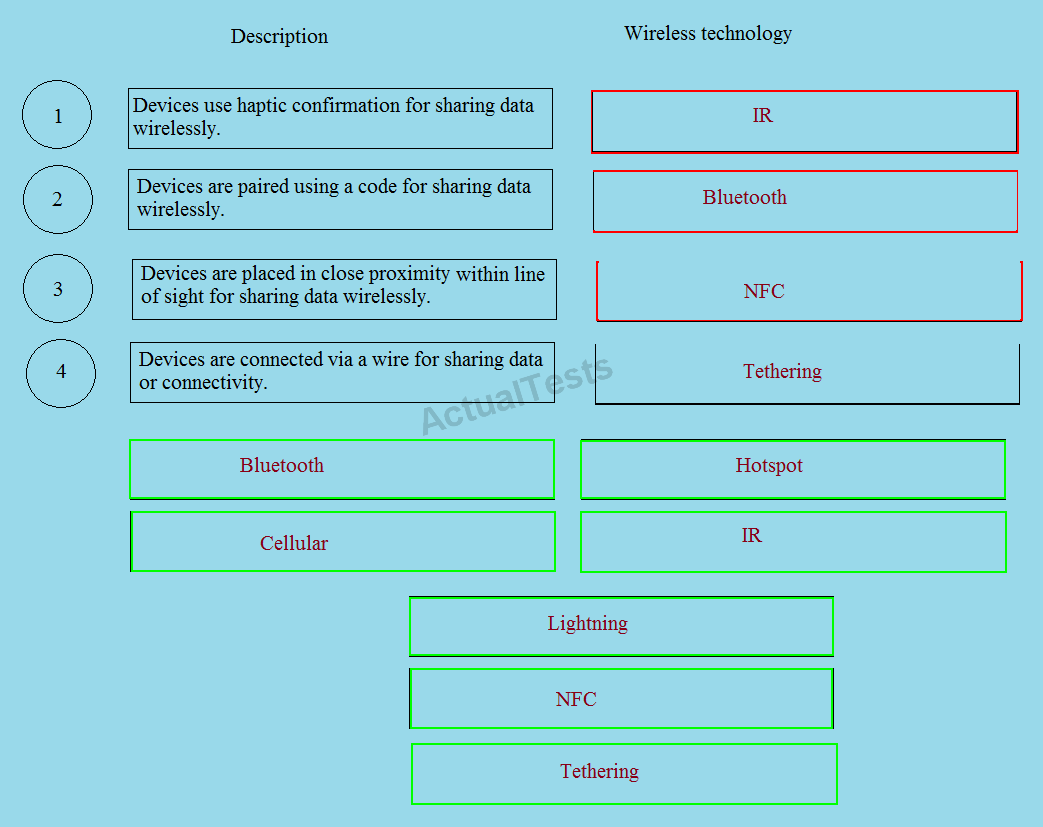 Description
Wireless technology
1
Devices use haptic confirmation for sharing data
wirelessly.
IR
2
Devices are paired using a code for sharing data
wirelessly.
Bluetooth
3
Devices are placed in close proximity within line
of sight for sharing data wirelessly.
NFC
4
Devices are connected via a wire for sharing data
or connectivity.
Tethering
ActualTests
Bluetooth
Hotspot
Cellular
IR
Lightning
NFC
Tethering